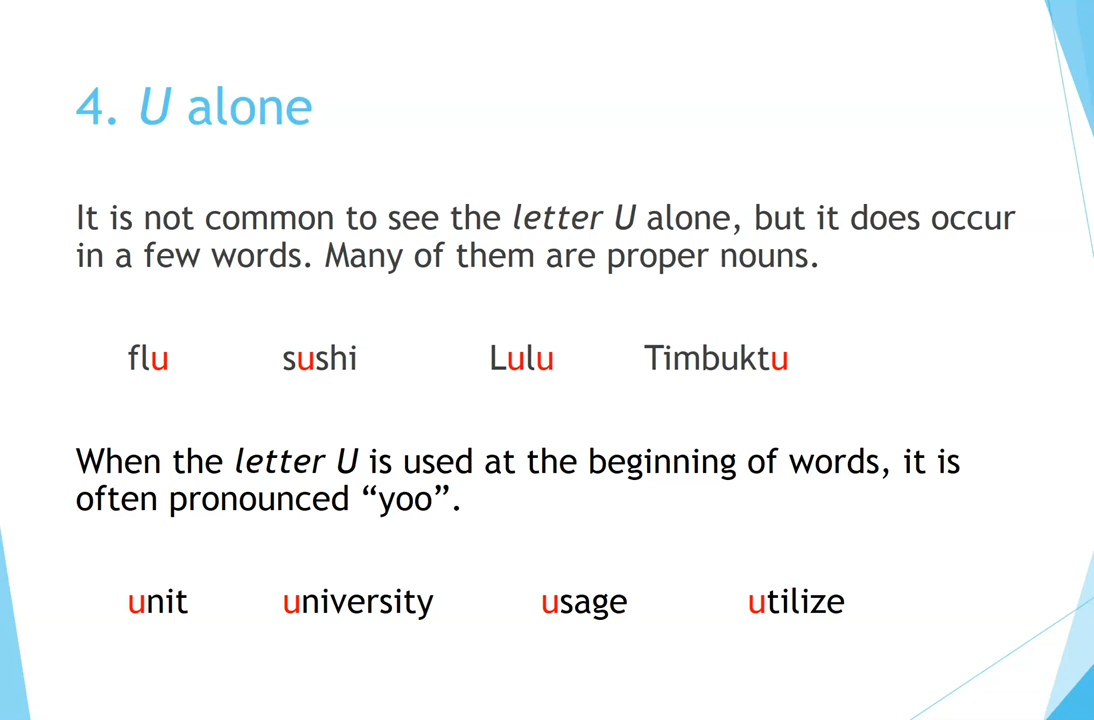 4. U alone
It is not common to see the letter U alone, but it does occur
in a few words. Many of them are proper nouns.
flu sushi Lulu Timbuktu
When the letter U is used at the beginning of words, it is
often pronounced “yoo”.
unit university usage utilize